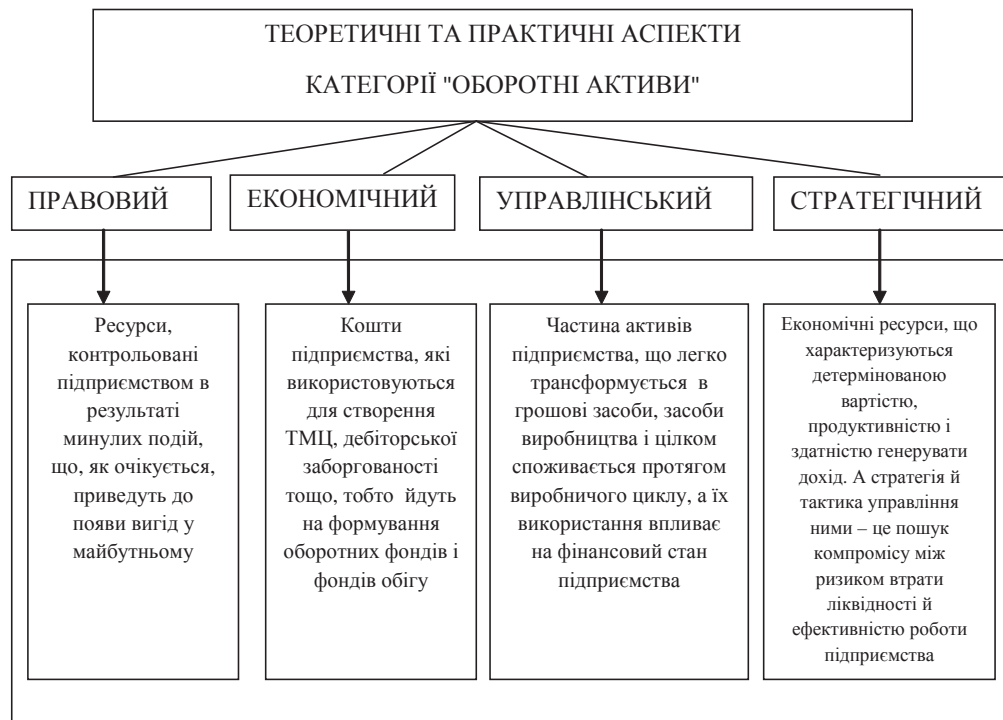 ТЕОРЕТИЧНІ ТА ПРАКТИЧНІ АСПЕКТИ
КАТЕГОРІЇ "ОБОРОТНІ АКТИВИ"
ПРАВОВИЙ
ЕКОНОМІЧНИЙ
УПРАВЛІНСЬКИЙ
СТРАТЕГІЧНИЙ
Ресурси,
контрольовані
підприємством в
результаті
минулих подій,
що, як очікується,
приведуть до
появи вигід у
майбутньому
Кошти
підприємства, які
використовуються
для створення
ТМЦ, дебіторської
заборгованості
тощо, тобто йдуть
на формування
оборотних фондів і
фондів обігу
Частина активів
підприємства, що легко
трансформується в
грошові засоби, засоби
виробництва і цілком
споживається протягом
виробничого циклу, а їх
використання впливає
на фінансовий стан
підприємства
Економічні ресурси, що
характеризуються
детермінованою
вартістю,
продуктивністю і
здатністю генерувати
дохід. А стратегія й
тактика управління
ними – це пошук
компромісу між
ризиком втрати
ліквідності й
ефективністю роботи
підприємства